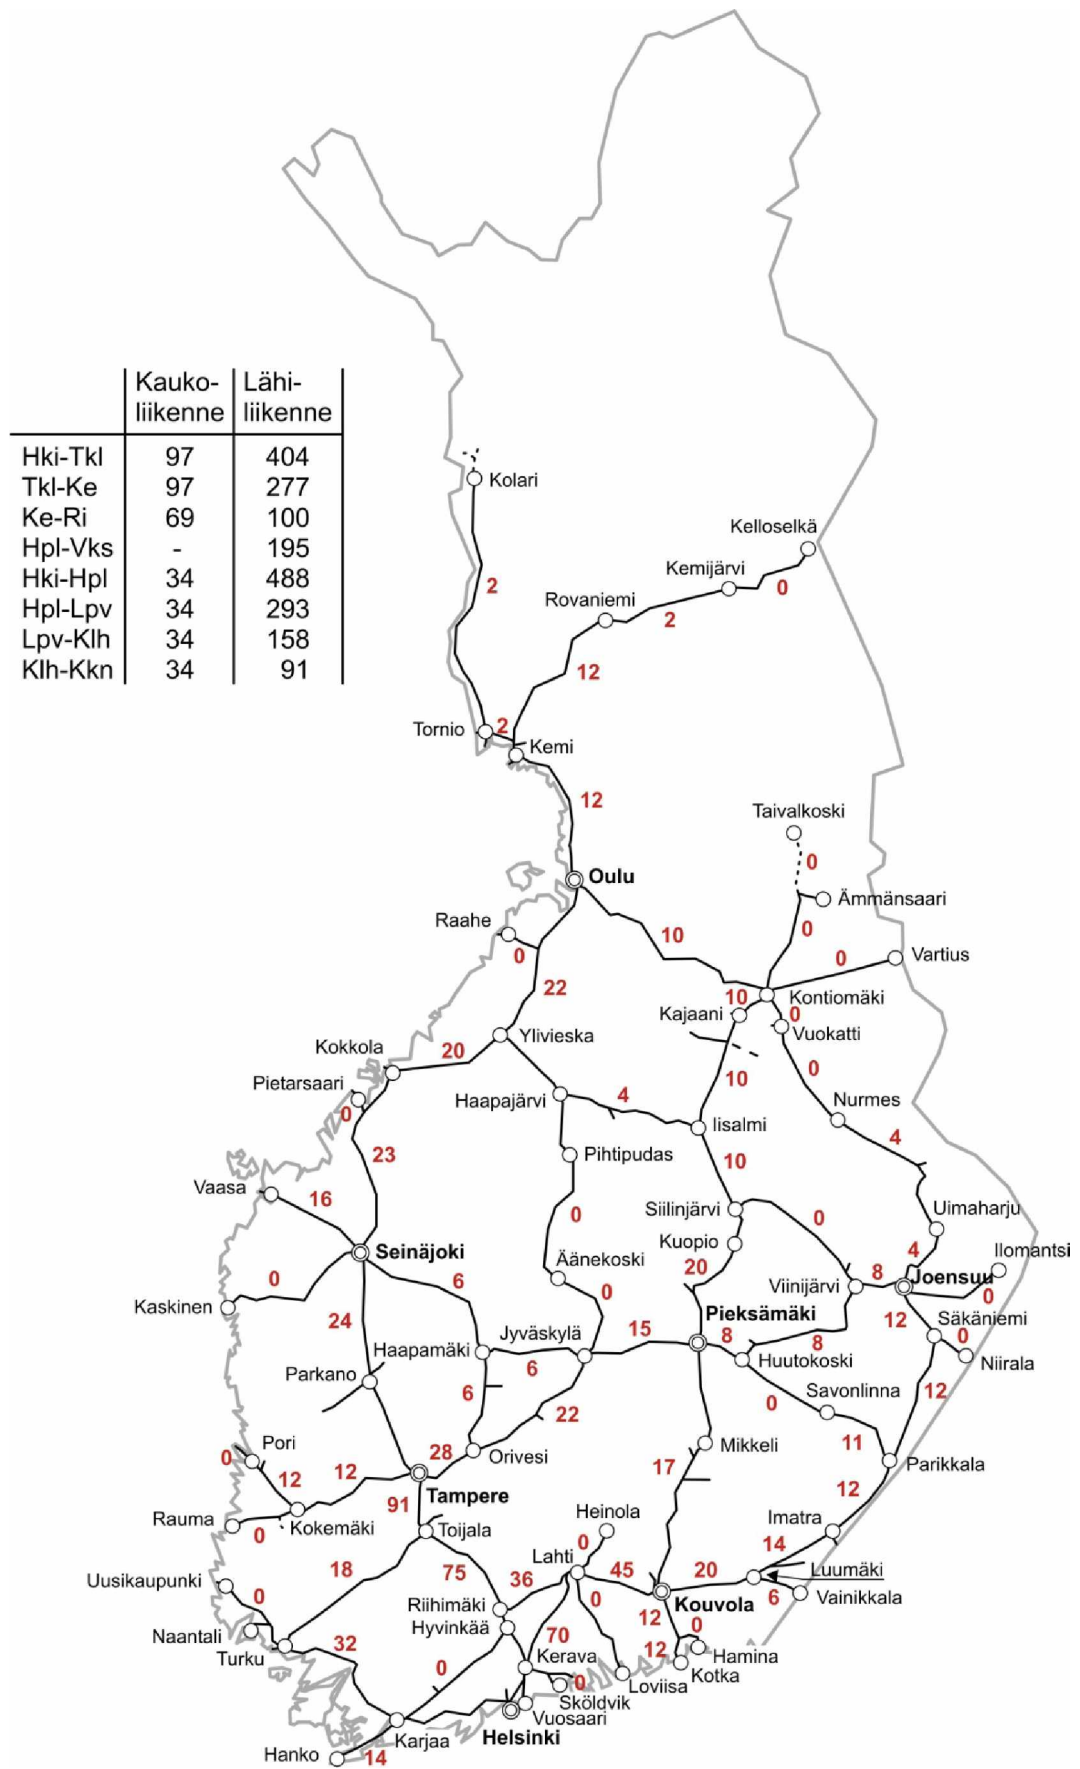 Kauko- Lähi-
liikenne liikenne
Hki-Tkl 97 404
Tkl-Ke 97 277
Ke-Ri 69 100
Hpl-Vks - 195
Hki-Hpl 34 488
Hpl-Lpv 34 293
Lpv-Klh 34 158
Klh-Kkn 34 91
Kolari
Kelloselkä
Kemijärvi
0
2
Rovaniemi
2
12
Tornio
2
Kemi
12
Taivalkoski
0
Oulu
Ämmänsaari
Raahe
0
10
0
0
Vartius
22
10
Kontiomäki
Kajaani
0
Vuokatti
Ylivieska
Kokkola
20
10
0
Pietarsaari
Haapajärvi
4
Nurmes
0
Iisalmi
4
23
Pihtipudas
10
Vaasa
16
Siilinjärvi
0
Uimaharju
0
Kuopio
Seinäjoki
4
Ilomantsi
0
6
Äänekoski
20
Viinijärvi
8
Joensuu
0
Kaskinen
0
24
Pieksämäki
12
Säkäniemi
15
8
8
0
Jyväskylä
Haapamäki
6
Huutokoski
Niirala
Parkano
6
0
Savonlinna
12
22
11
Pori
28
Orivesi
Mikkeli
0
12
12
17
Parikkala
12
91
Tampere
Rauma
0
Kokemäki
Toijala
Heinola
Imatra
0
14
18
75
36
Lahti
45
20
Luumäki
Uusikaupunki
0
0
6
Vainikkala
Riihimäki
Kouvola
Hyvinkää
12
Naantali
0
Turku
32
70
12
Hamina
Kerava
Kotka
0
0
Loviisa
Sköldvik
Vuosaari
Karjaa
Helsinki
Hanko
14